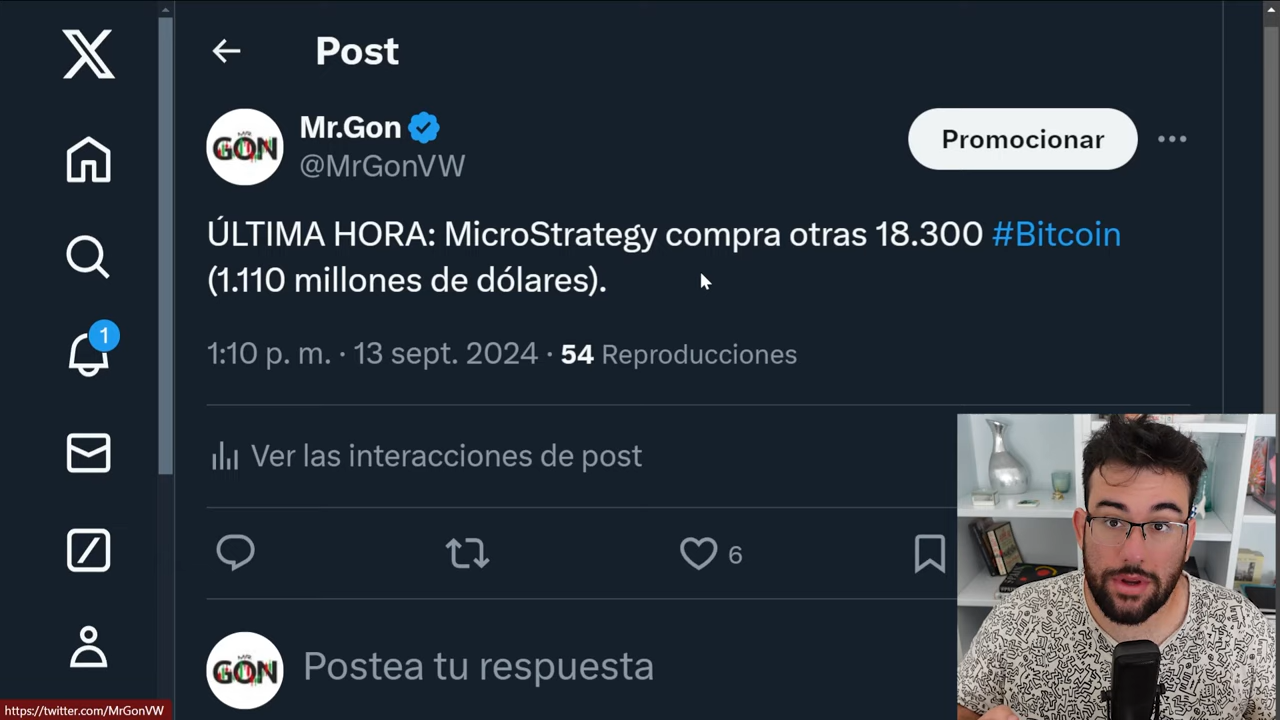 Post
GON
Mr.Gon
@MrGonVW
Promocionar
ÚLTIMA HORA: MicroStrategy compra otras 18.300 #Bitcoin
(1.110 millones de dólares).
1:10 p. m. · 13 sept. 2024 · 54 Reproducciones
1
Ver las interacciones de post
6
GON
Postea tu respuesta
https://twitter.com/MrGonVW